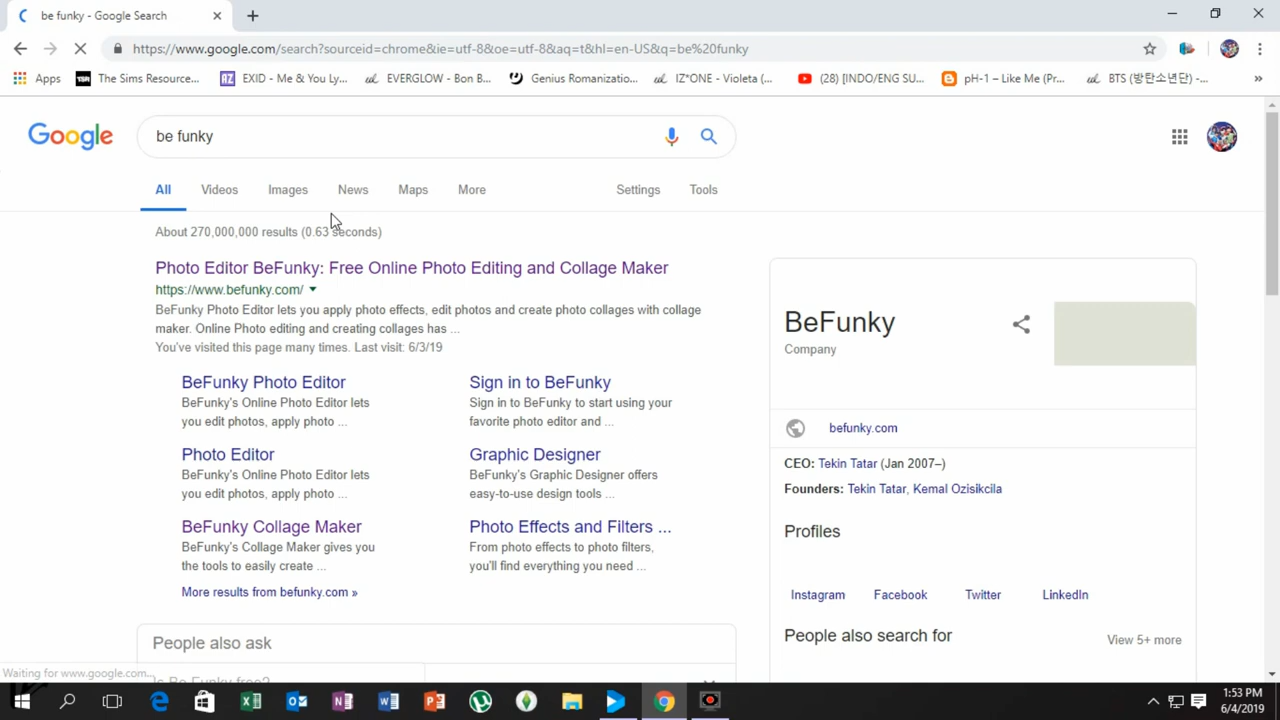 be funky - Google Search
https://www.google.com/search?sourceid=chrome&ie=utf-8&oe=utf-8&aq=t&hl=en-US&q=be%20funky
Apps
TSR
The Sims Resource...
AZ
EXID - Me & You Ly...
EVERGLOW - Bon B...
Genius Romanizatio...
IZ*ONE - Violeta (...
(28) [INDO/ENG SU...
pH-1 – Like Me (Pr...
BTS (방탄소년단) -...
»
Google
be funky
All
Videos
Images
News
Maps
More
Settings
Tools
About 270,000,000 results (0.63 seconds)
Photo Editor BeFunky: Free Online Photo Editing and Collage Maker
https://www.befunky.com/
BeFunky Photo Editor lets you apply photo effects, edit photos and create photo collages with collage
maker. Online Photo editing and creating collages has ...
You've visited this page many times. Last visit: 6/3/19
BeFunky Photo Editor
BeFunky's Online Photo Editor lets
you edit photos, apply photo ...
Sign in to BeFunky
Sign in to BeFunky to start using your
favorite photo editor and ...
Photo Editor
BeFunky's Online Photo Editor lets
you edit photos, apply photo ...
Graphic Designer
BeFunky's Graphic Designer offers
easy-to-use design tools ...
BeFunky Collage Maker
BeFunky's Collage Maker gives you
the tools to easily create ...
Photo Effects and Filters ...
From photo effects to photo filters,
you'll find everything you need ...
More results from befunky.com »
People also ask
Is Be Funky free?
BeFunky
Company
befunky.com
CEO: Tekin Tatar (Jan 2007–)
Founders: Tekin Tatar, Kemal Ozisikcila
Profiles
Instagram
Facebook
Twitter
LinkedIn
People also search for
View 5+ more
Waiting for www.google.com...
1:53 PM
6/4/2019